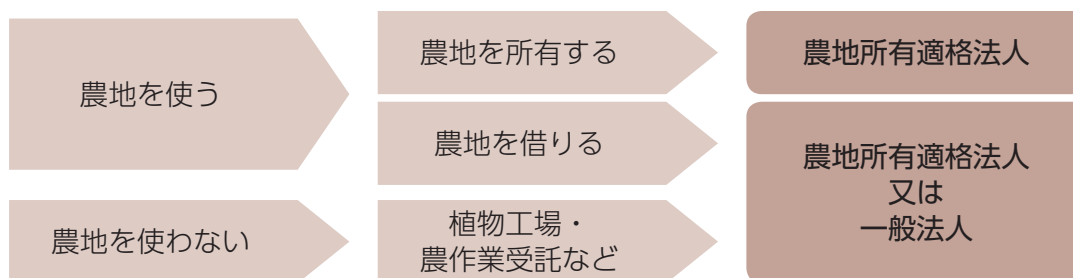 農地を使う
農地を所有する
農地所有適格法人
農地を借りる
農地所有適格法人
又は
一般法人
農地を使わない
植物工場・
農作業受託など